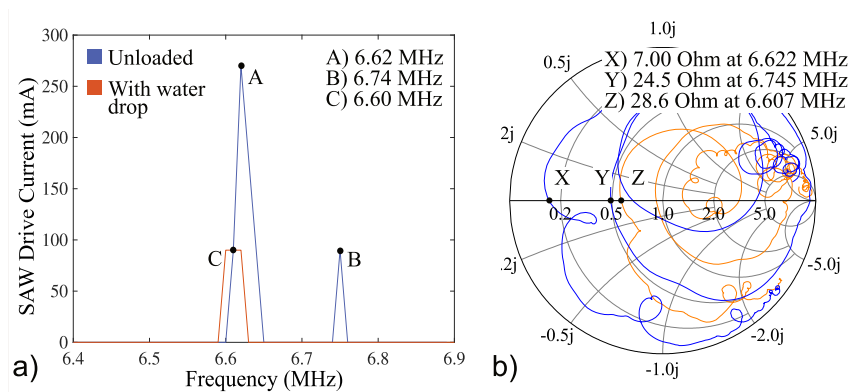 300
250
200
150
100
50
0
SAW Drive Current (mA)
Unloaded
With water
drop
A) 6.62 MHz
B) 6.74 MHz
C) 6.60 MHz
A
C
B
6.4
6.5
6.6
6.7
6.8
6.9
Frequency (MHz)
a)
1.0j
0.5j
X) 7.00 Ohm at 6.622 MHz
Y) 24.5 Ohm at 6.745 MHz
Z) 28.6 Ohm at 6.607 MHz
2j
5.0j
X
Y
Z
0.2
0.5
1.0
2.0
5.0
.2j
-5.0j
-0.5j
-2.0j
-1.0j
b)